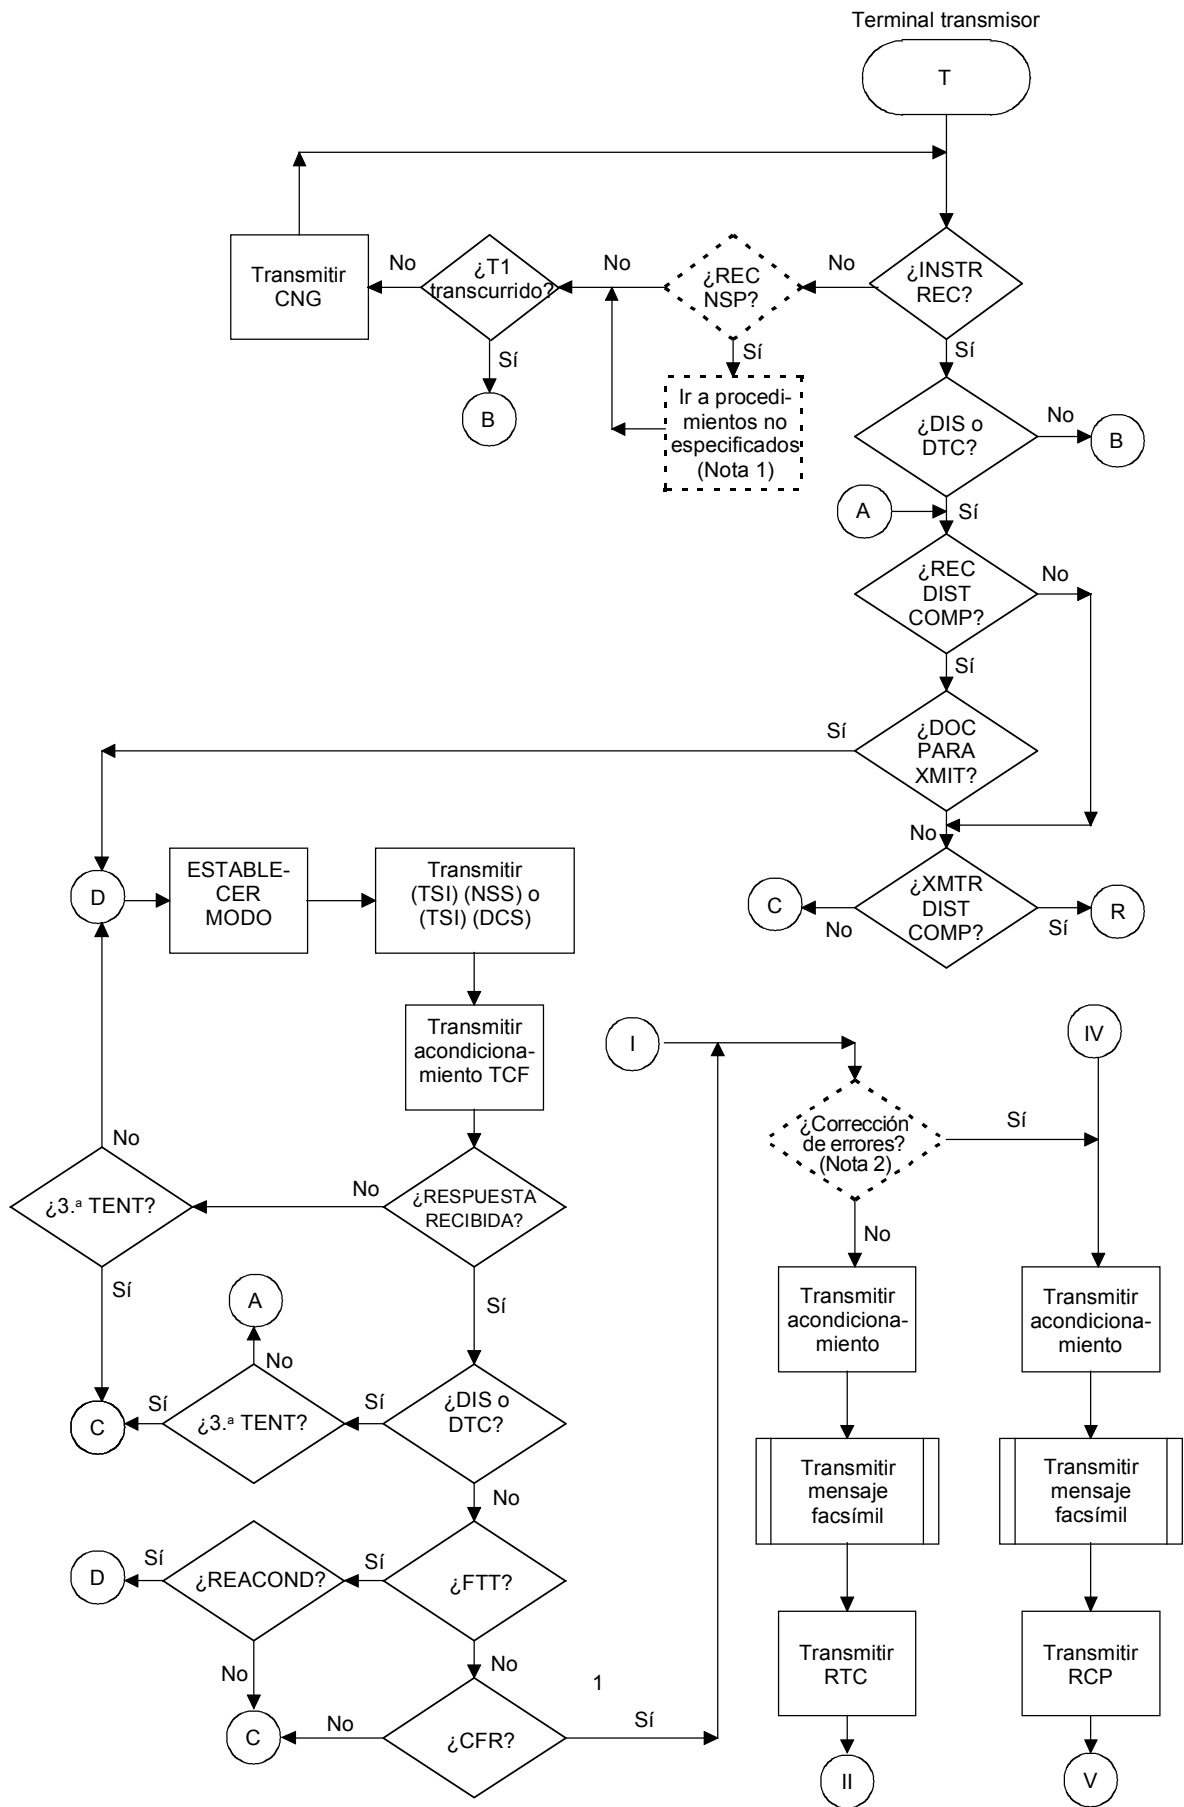 Terminal transmisor
T
Transmitir
CNG
No
¿T1
transcurrido?
No
¿REC
NSP?
No
¿INSTR
REC?
Sí
B
Sí
Ir a procedi-
mientos no
especificados
(Nota 1)
Sí
¿DIS o
DTC?
No
B
A
Sí
¿REC
DIST
COMP?
No
Sí
¿DOC
PARA
XMIT?
Sí
No
D
ESTABLE-
CER
MODO
Transmitir
(TSI) (NSS) o
(TSI) (DCS)
C
No
¿XMTR
DIST
COMP?
Sí
R
Transmitir
acondiciona-
miento TCF
I
IV
¿Corrección
de errores?
(Nota 2)
Sí
No
No
¿3.ª TENT?
No
¿RESPUESTA
RECIBIDA?
Sí
Sí
Transmitir
acondiciona-
miento
Transmitir
acondiciona-
miento
A
No
C
Sí
¿3.ª TENT?
Sí
¿DIS o
DTC?
No
Transmitir
mensaje
facsímil
Transmitir
mensaje
facsímil
D
Sí
¿REACOND?
Sí
¿FTT?
No
No
Transmitir
RTC
Transmitir
RCP
1
C
No
¿CFR?
Sí
II
V